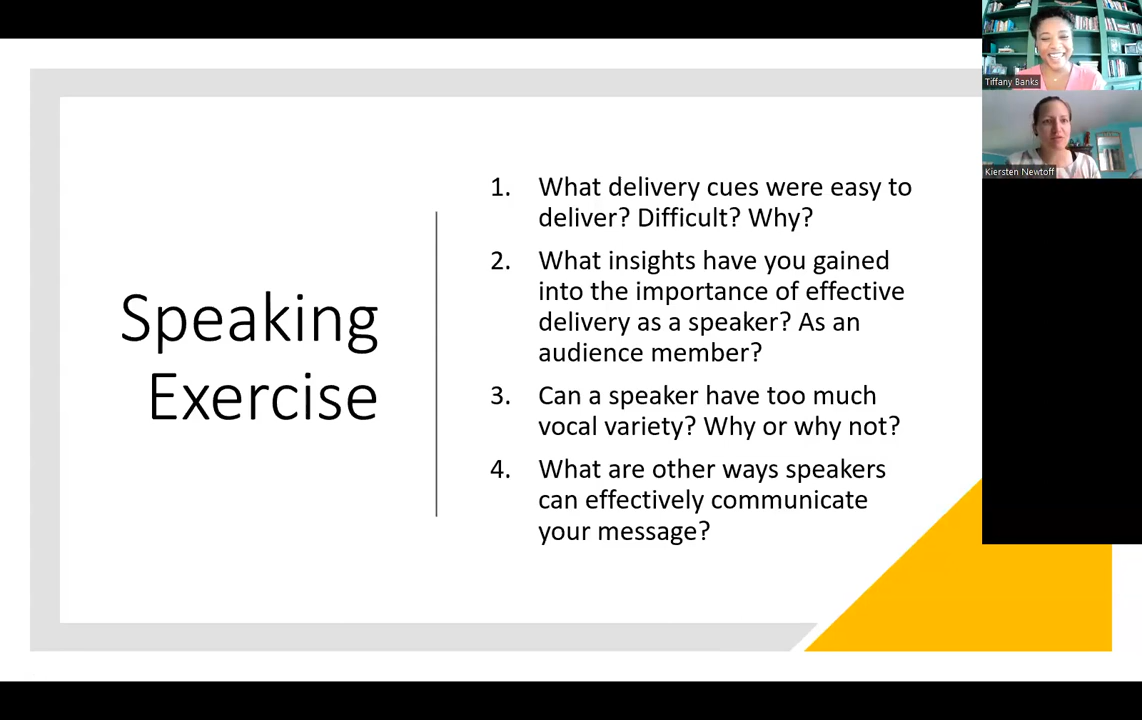 Speaking
Exercise
1. What delivery cues were easy to
deliver? Difficult? Why?
2. What insights have you gained
into the importance of effective
delivery as a speaker? As an
audience member?
3. Can a speaker have too much
vocal variety? Why or why not?
4. What are other ways speakers
can effectively communicate
your message?
Tiffany Banks
Kiersten Newtoff